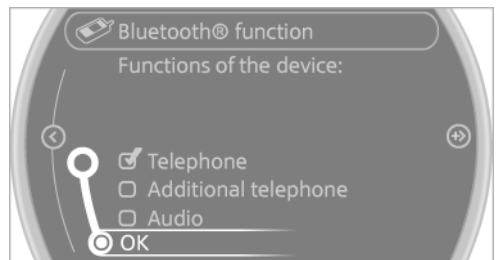 Bluetooth® function
Functions of the device:
Telephone
Additional telephone
Audio
OK